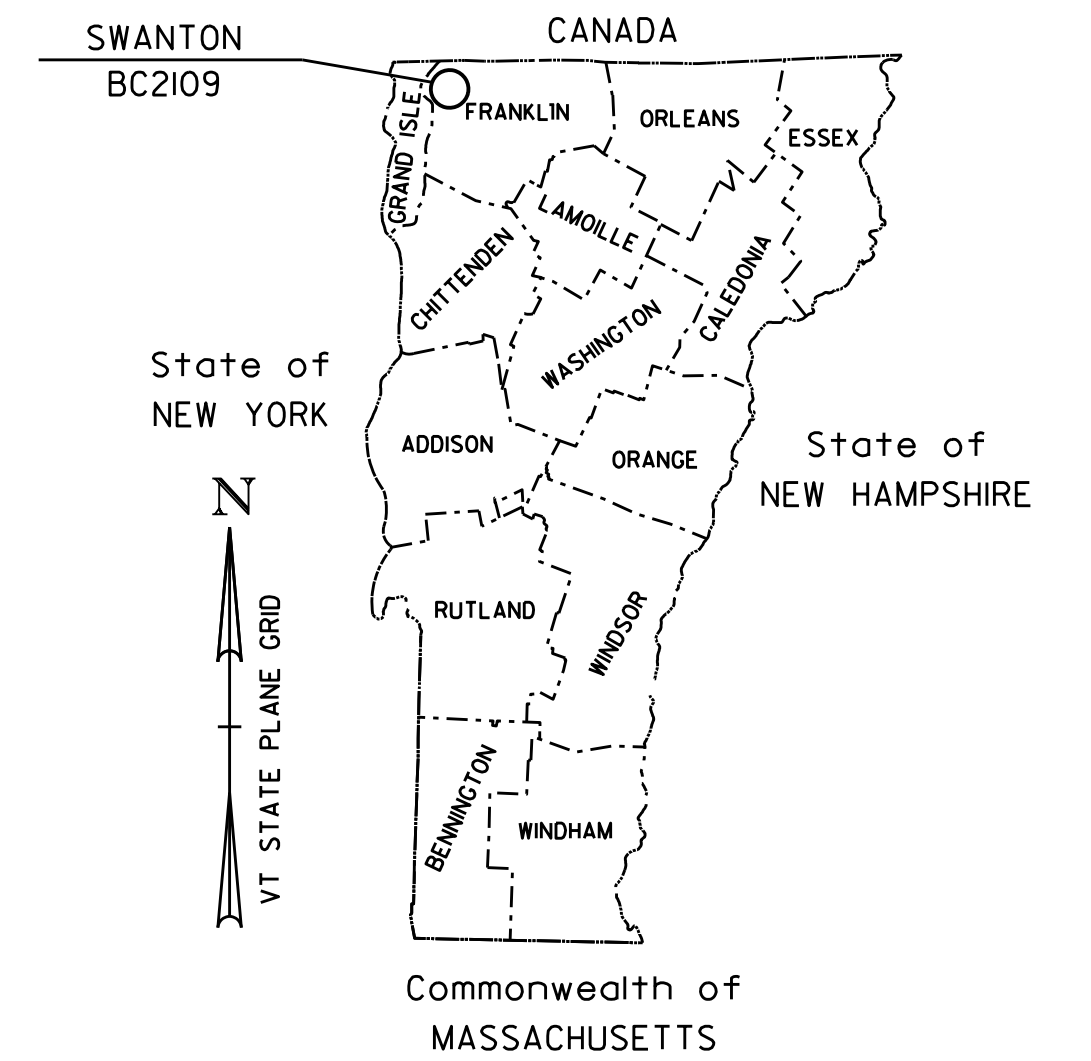 CANADA
SWANTON
BC2109
GRAND ISLE
FRANKLIN
ORLEANS
ESSEX
LAMOILLE
CHITTENDEN
CALEDONIA
WASHINGTON
State of
NEW YORK
ADDISON
ORANGE
State of
NEW HAMPSHIRE
N
VT STATE PLANE GRID
RUTLAND
WINDSOR
BENNINGTON
WINDHAM
Commonwealth of
MASSACHUSETTS